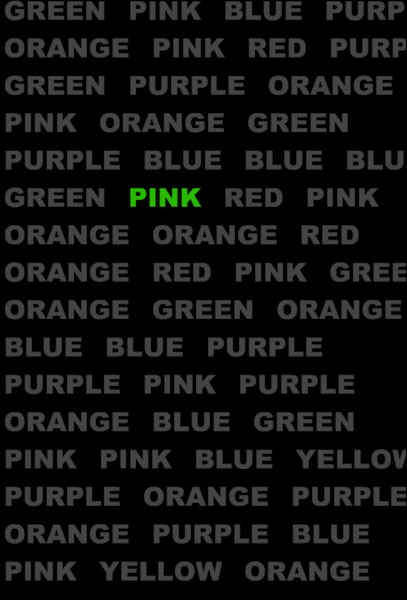 GREEN PINK BLUE PURP
ORANGE PINK RED PURP
GREEN PURPLE ORANGE
PINK ORANGE GREEN
PURPLE BLUE BLUE BLU
GREEN PINK RED PINK
ORANGE ORANGE RED
ORANGE RED PINK GREE
ORANGE GREEN ORANGE
BLUE BLUE PURPLE
PURPLE PINK PURPLE
ORANGE BLUE GREEN
PINK PINK BLUE YELLOW
PURPLE ORANGE PURPLE
ORANGE PURPLE BLUE
PINK YELLOW ORANGE